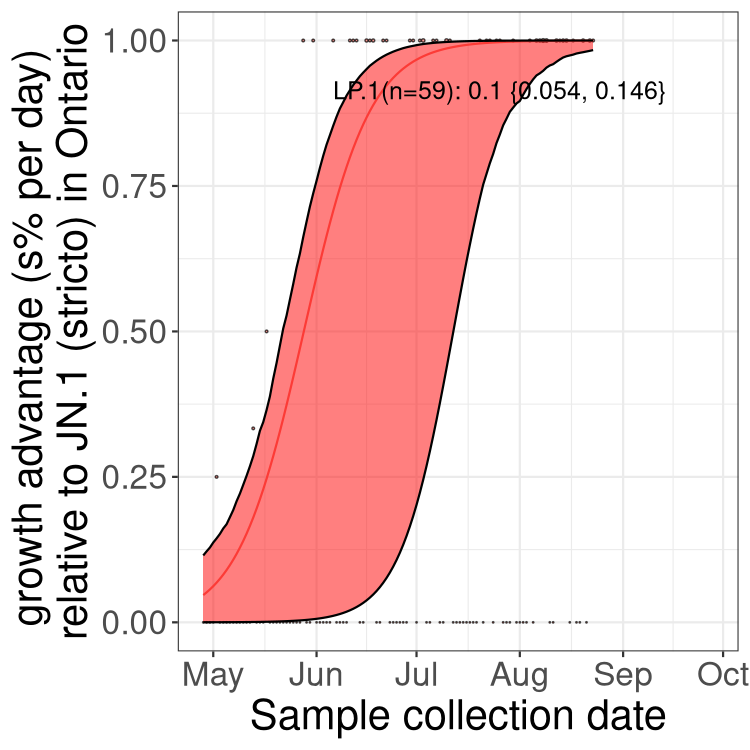 growth advantage (s% per day)
relative to JN.1 (stricto) in Ontario
1.00
0.75
0.50
0.25
0.00
LP.1(n=59): 0.1 {0.054, 0.146}
May Jun Jul Aug Sep Oct
Sample collection date